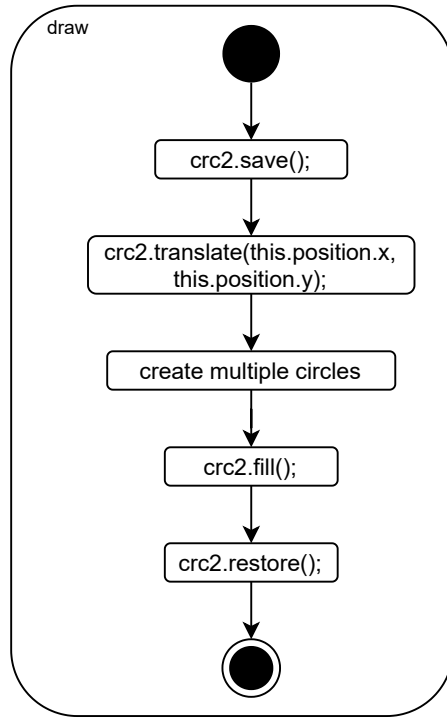 draw
crc2.save();
crc2.translate(this.position.x,
this.position.y);
create multiple circles
crc2.fill();
crc2.restore();